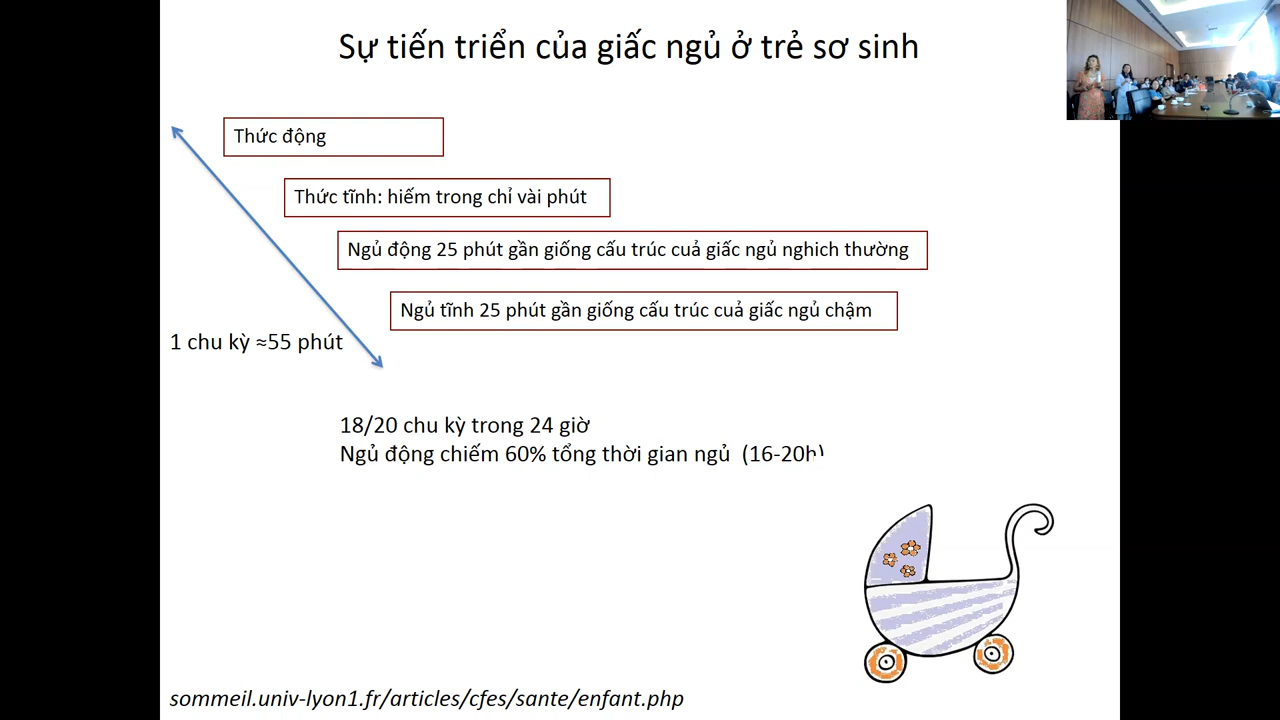 Sự tiến triển của giấc ngủ ở trẻ sơ sinh
Thức động
Thức tĩnh: hiếm trong chỉ vài phút
Ngủ động 25 phút gần giống cấu trúc cuả giấc ngủ nghich thường
Ngủ tĩnh 25 phút gần giống cấu trúc cuả giấc ngủ chậm
1 chu kỳ ≈55 phút
18/20 chu kỳ trong 24 giờ
Ngủ động chiếm 60% tổng thời gian ngủ (16-20h)
sommeil.univ-lyon1.fr/articles/cfes/sante/enfant.php